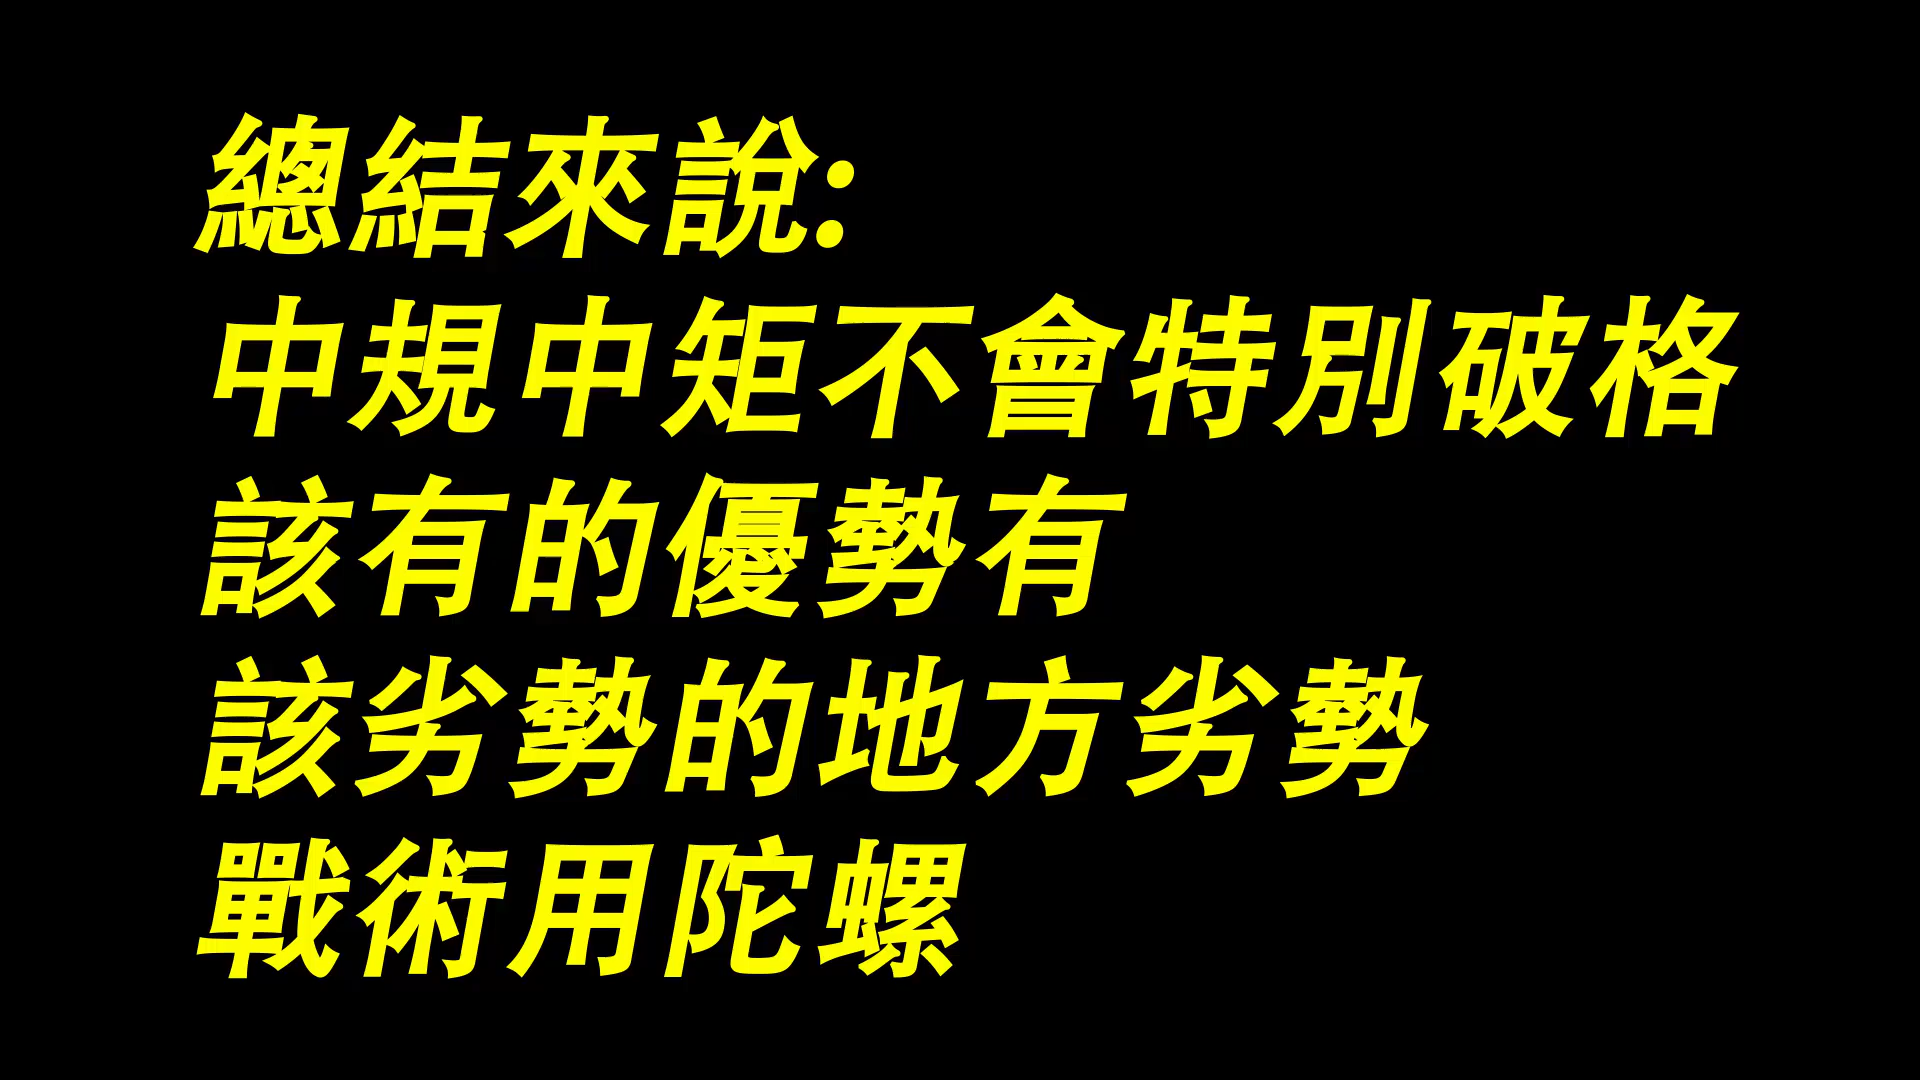 總結來說:
中規中矩不會特別破格
該有的優勢有
該劣勢的地方劣勢
戰術用陀螺